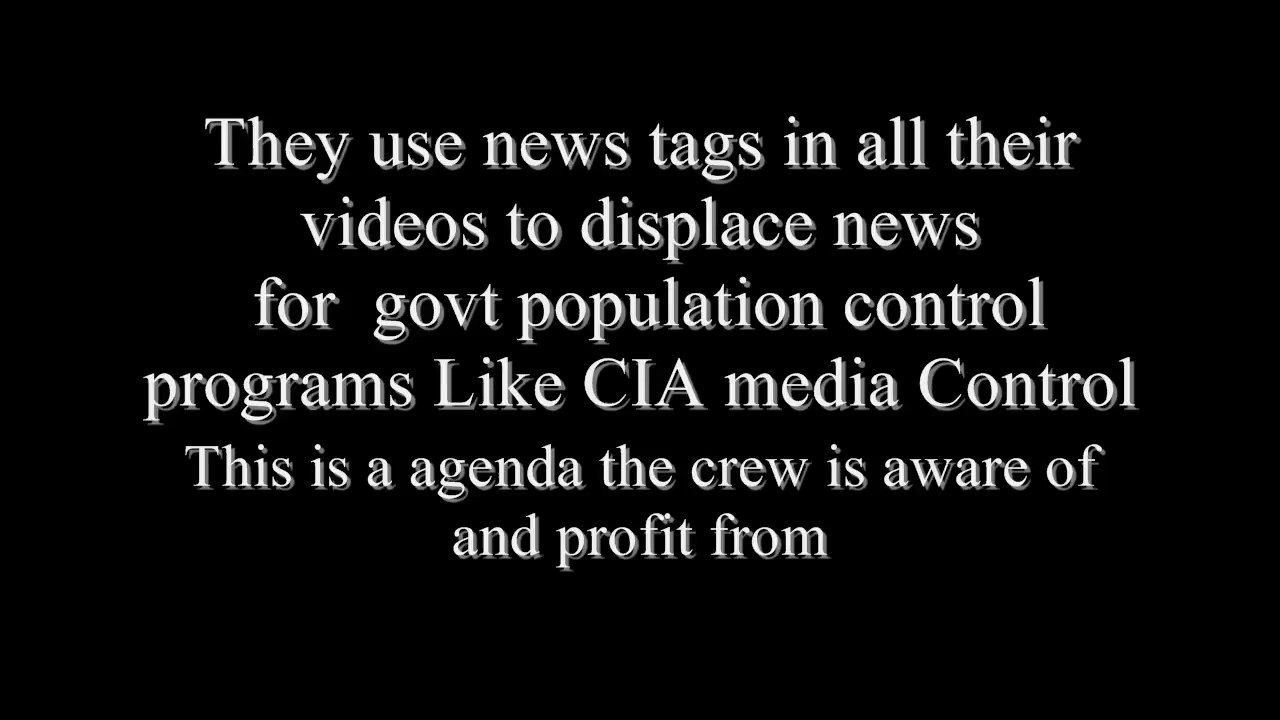 They use news tags in all their
videos to displace news
for  govt population control
programs Like CIA media Control
This is a agenda the crew is aware of
and profit from